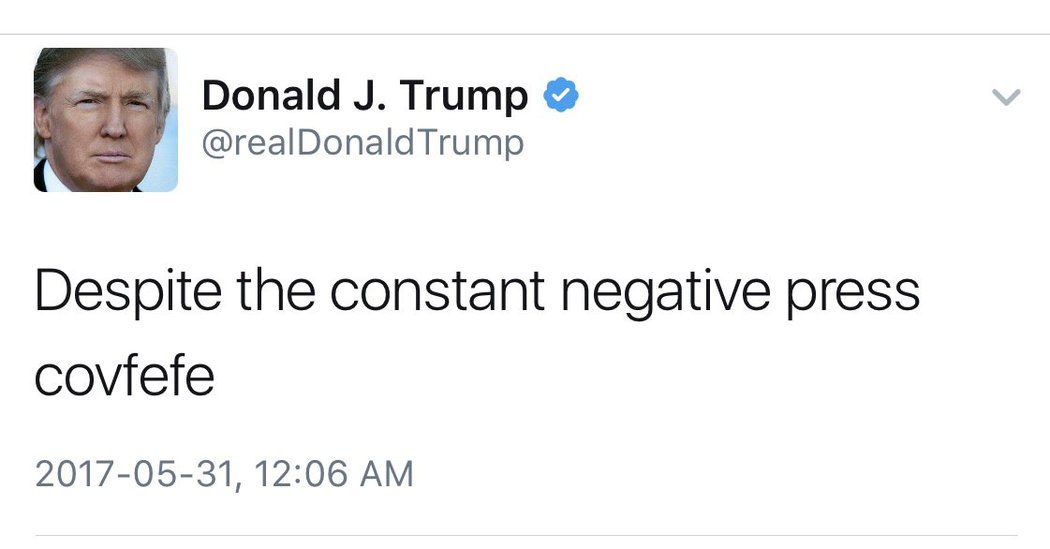 Donald J. Trump
@realDonaldTrump
Despite the constant negative press
covfefe
2017-05-31, 12:06 AM